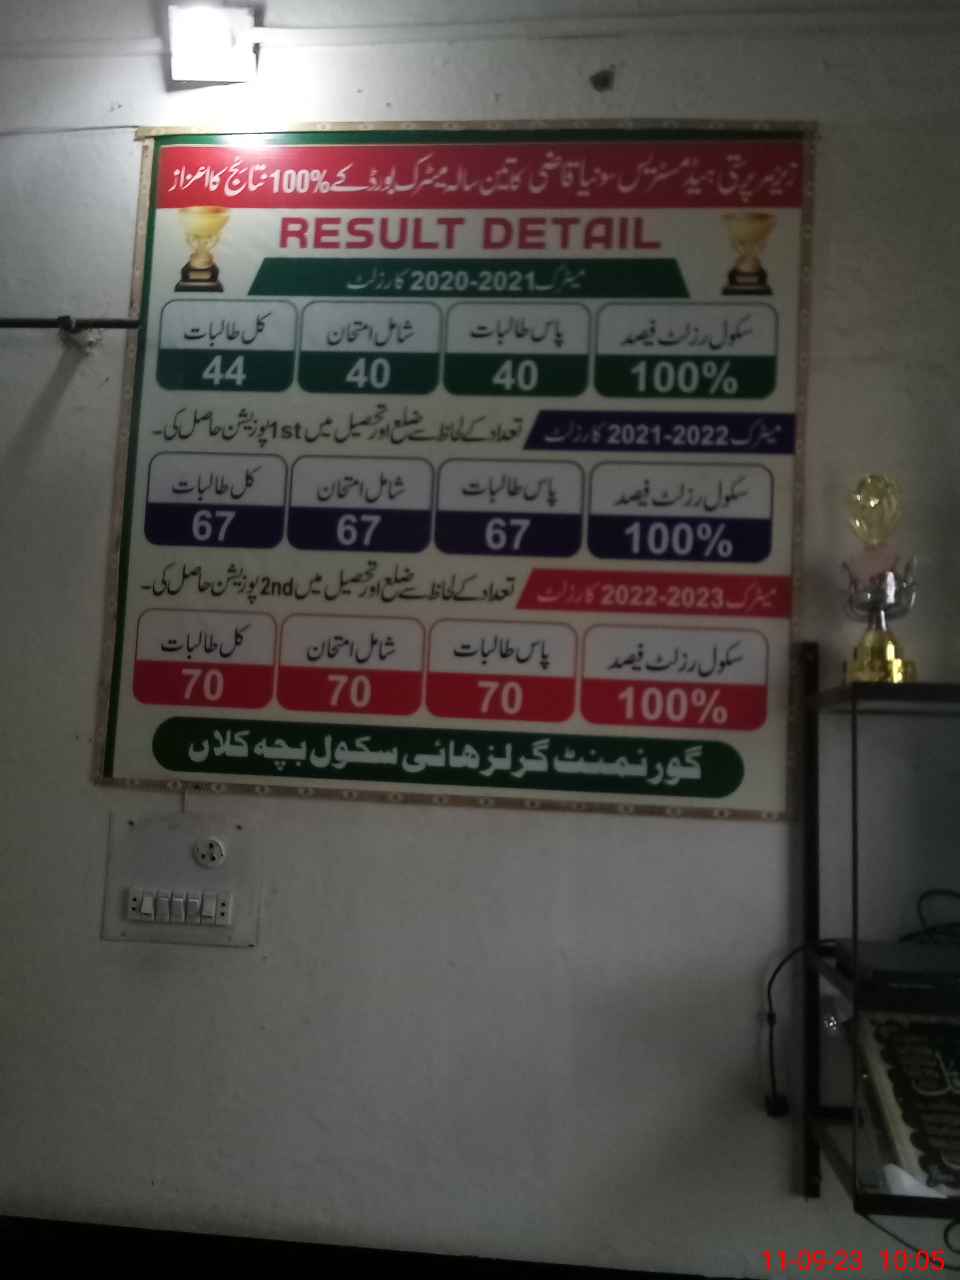 زیرِ سرپرستی ہیڈمسٹریس سونیا قاضی کا تین سالہ میٹرک بورڈ کے %100 نتائج کا اعزاز
RESULT DETAIL
میٹرک 2021-2020 کا رزلٹ
سکول رزلٹ فیصد پاس طالبات شامل امتحان کل طالبات
100% 40 40 44
میٹرک 2022-2021 کا رزلٹ تعداد کے لحاظ سے ضلع اور تحصیل میں 1st پوزیشن حاصل کی۔
سکول رزلٹ فیصد پاس طالبات شامل امتحان کل طالبات
100% 67 67 67
میٹرک 2023-2022 کا رزلٹ تعداد کے لحاظ سے ضلع اور تحصیل میں 2nd پوزیشن حاصل کی۔
سکول رزلٹ فیصد پاس طالبات شامل امتحان کل طالبات
100% 70 70 70
گورنمنٹ گرلز ھائی سکول بچہ کلاں
11-09-23 10:05